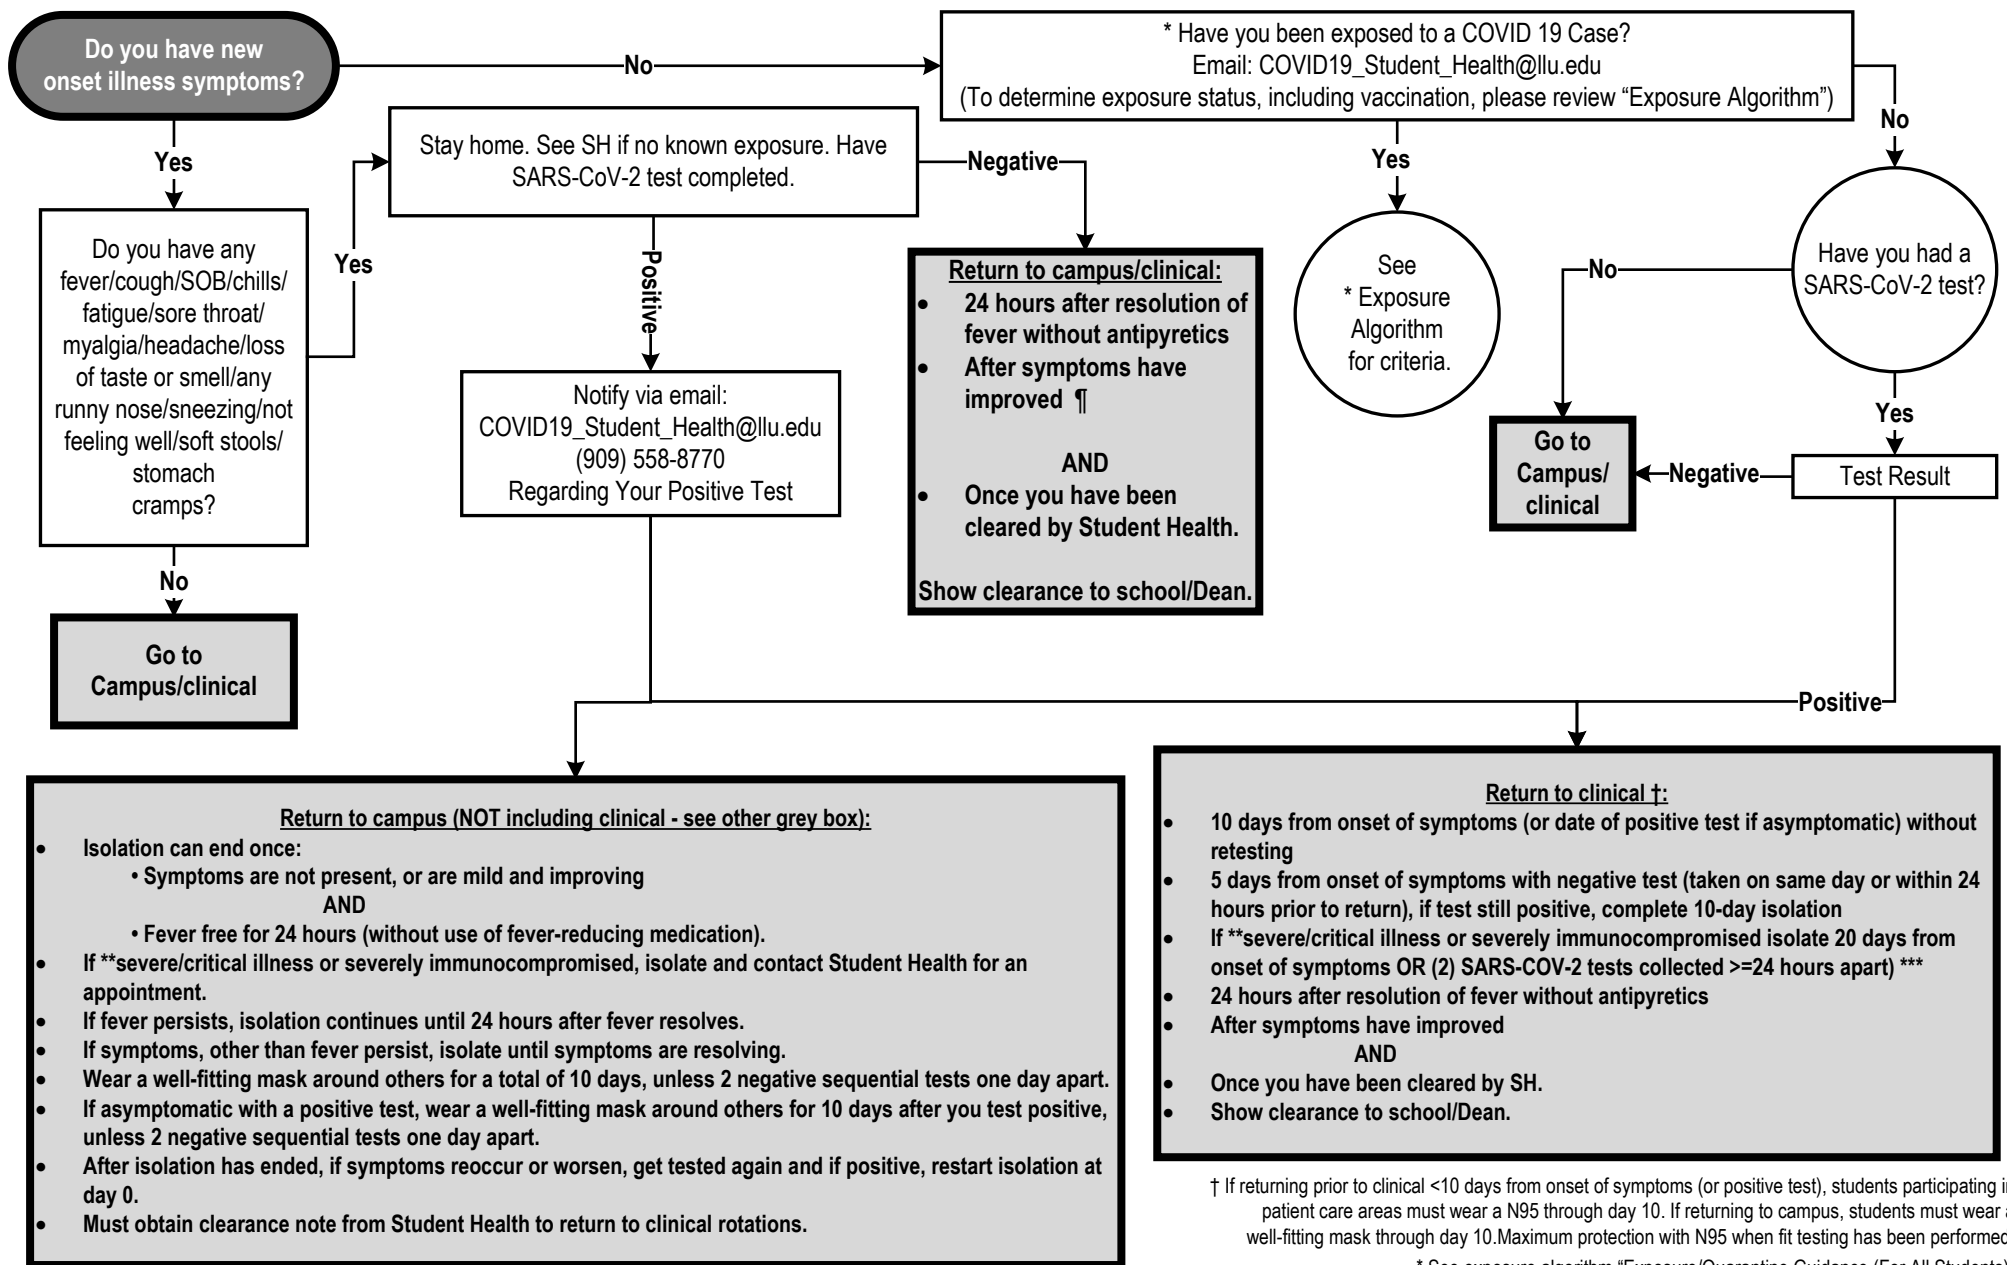 Do you have new
onset illness symptoms?
No
* Have you been exposed to a COVID 19 Case?
Email: COVID19_Student_Health@llu.edu
(To determine exposure status, including vaccination, please review “Exposure Algorithm”)
Yes
Do you have any
fever/cough/SOB/chills/
fatigue/sore throat/
myalgia/headache/loss
of taste or smell/any
runny nose/sneezing/not
feeling well/soft stools/
stomach
cramps?
No
Go to
Campus/clinical
Yes
Stay home. See SH if no known exposure. Have
SARS-CoV-2 test completed.
Negative
Return to campus/clinical:
• 24 hours after resolution of
fever without antipyretics
• After symptoms have
improved ¶
AND
• Once you have been
cleared by Student Health.
Show clearance to school/Dean.
Positive
Notify via email:
COVID19_Student_Health@llu.edu
(909) 558-8770
Regarding Your Positive Test
Yes
See
* Exposure
Algorithm
for criteria.
No
Have you had a
SARS-CoV-2 test?
No
Go to
Campus/
clinical
Yes
Test Result
Negative
Positive
Return to campus (NOT including clinical - see other grey box):
• Isolation can end once:
• Symptoms are not present, or are mild and improving
AND
• Fever free for 24 hours (without use of fever-reducing medication).
• If **severe/critical illness or severely immunocompromised, isolate and contact Student Health for an
appointment.
• If fever persists, isolation continues until 24 hours after fever resolves.
• If symptoms, other than fever persist, isolate until symptoms are resolving.
• Wear a well-fitting mask around others for a total of 10 days, unless 2 negative sequential tests one day apart.
• If asymptomatic with a positive test, wear a well-fitting mask around others for 10 days after you test positive,
unless 2 negative sequential tests one day apart.
• After isolation has ended, if symptoms reoccur or worsen, get tested again and if positive, restart isolation at
day 0.
• Must obtain clearance note from Student Health to return to clinical rotations.
Return to clinical †:
• 10 days from onset of symptoms (or date of positive test if asymptomatic) without
retesting
• 5 days from onset of symptoms with negative test (taken on same day or within 24
hours prior to return), if test still positive, complete 10-day isolation
• If **severe/critical illness or severely immunocompromised isolate 20 days from
onset of symptoms OR (2) SARS-COV-2 tests collected >=24 hours apart) ***
• 24 hours after resolution of fever without antipyretics
• After symptoms have improved
AND
• Once you have been cleared by SH.
• Show clearance to school/Dean.
† If returning prior to clinical <10 days from onset of symptoms (or positive test), students participating in
patient care areas must wear a N95 through day 10. If returning to campus, students must wear a
well-fitting mask through day 10.Maximum protection with N95 when fit testing has been performed
* See exposure algorithm “Exposure/Quarantine Guidance (For All Students)